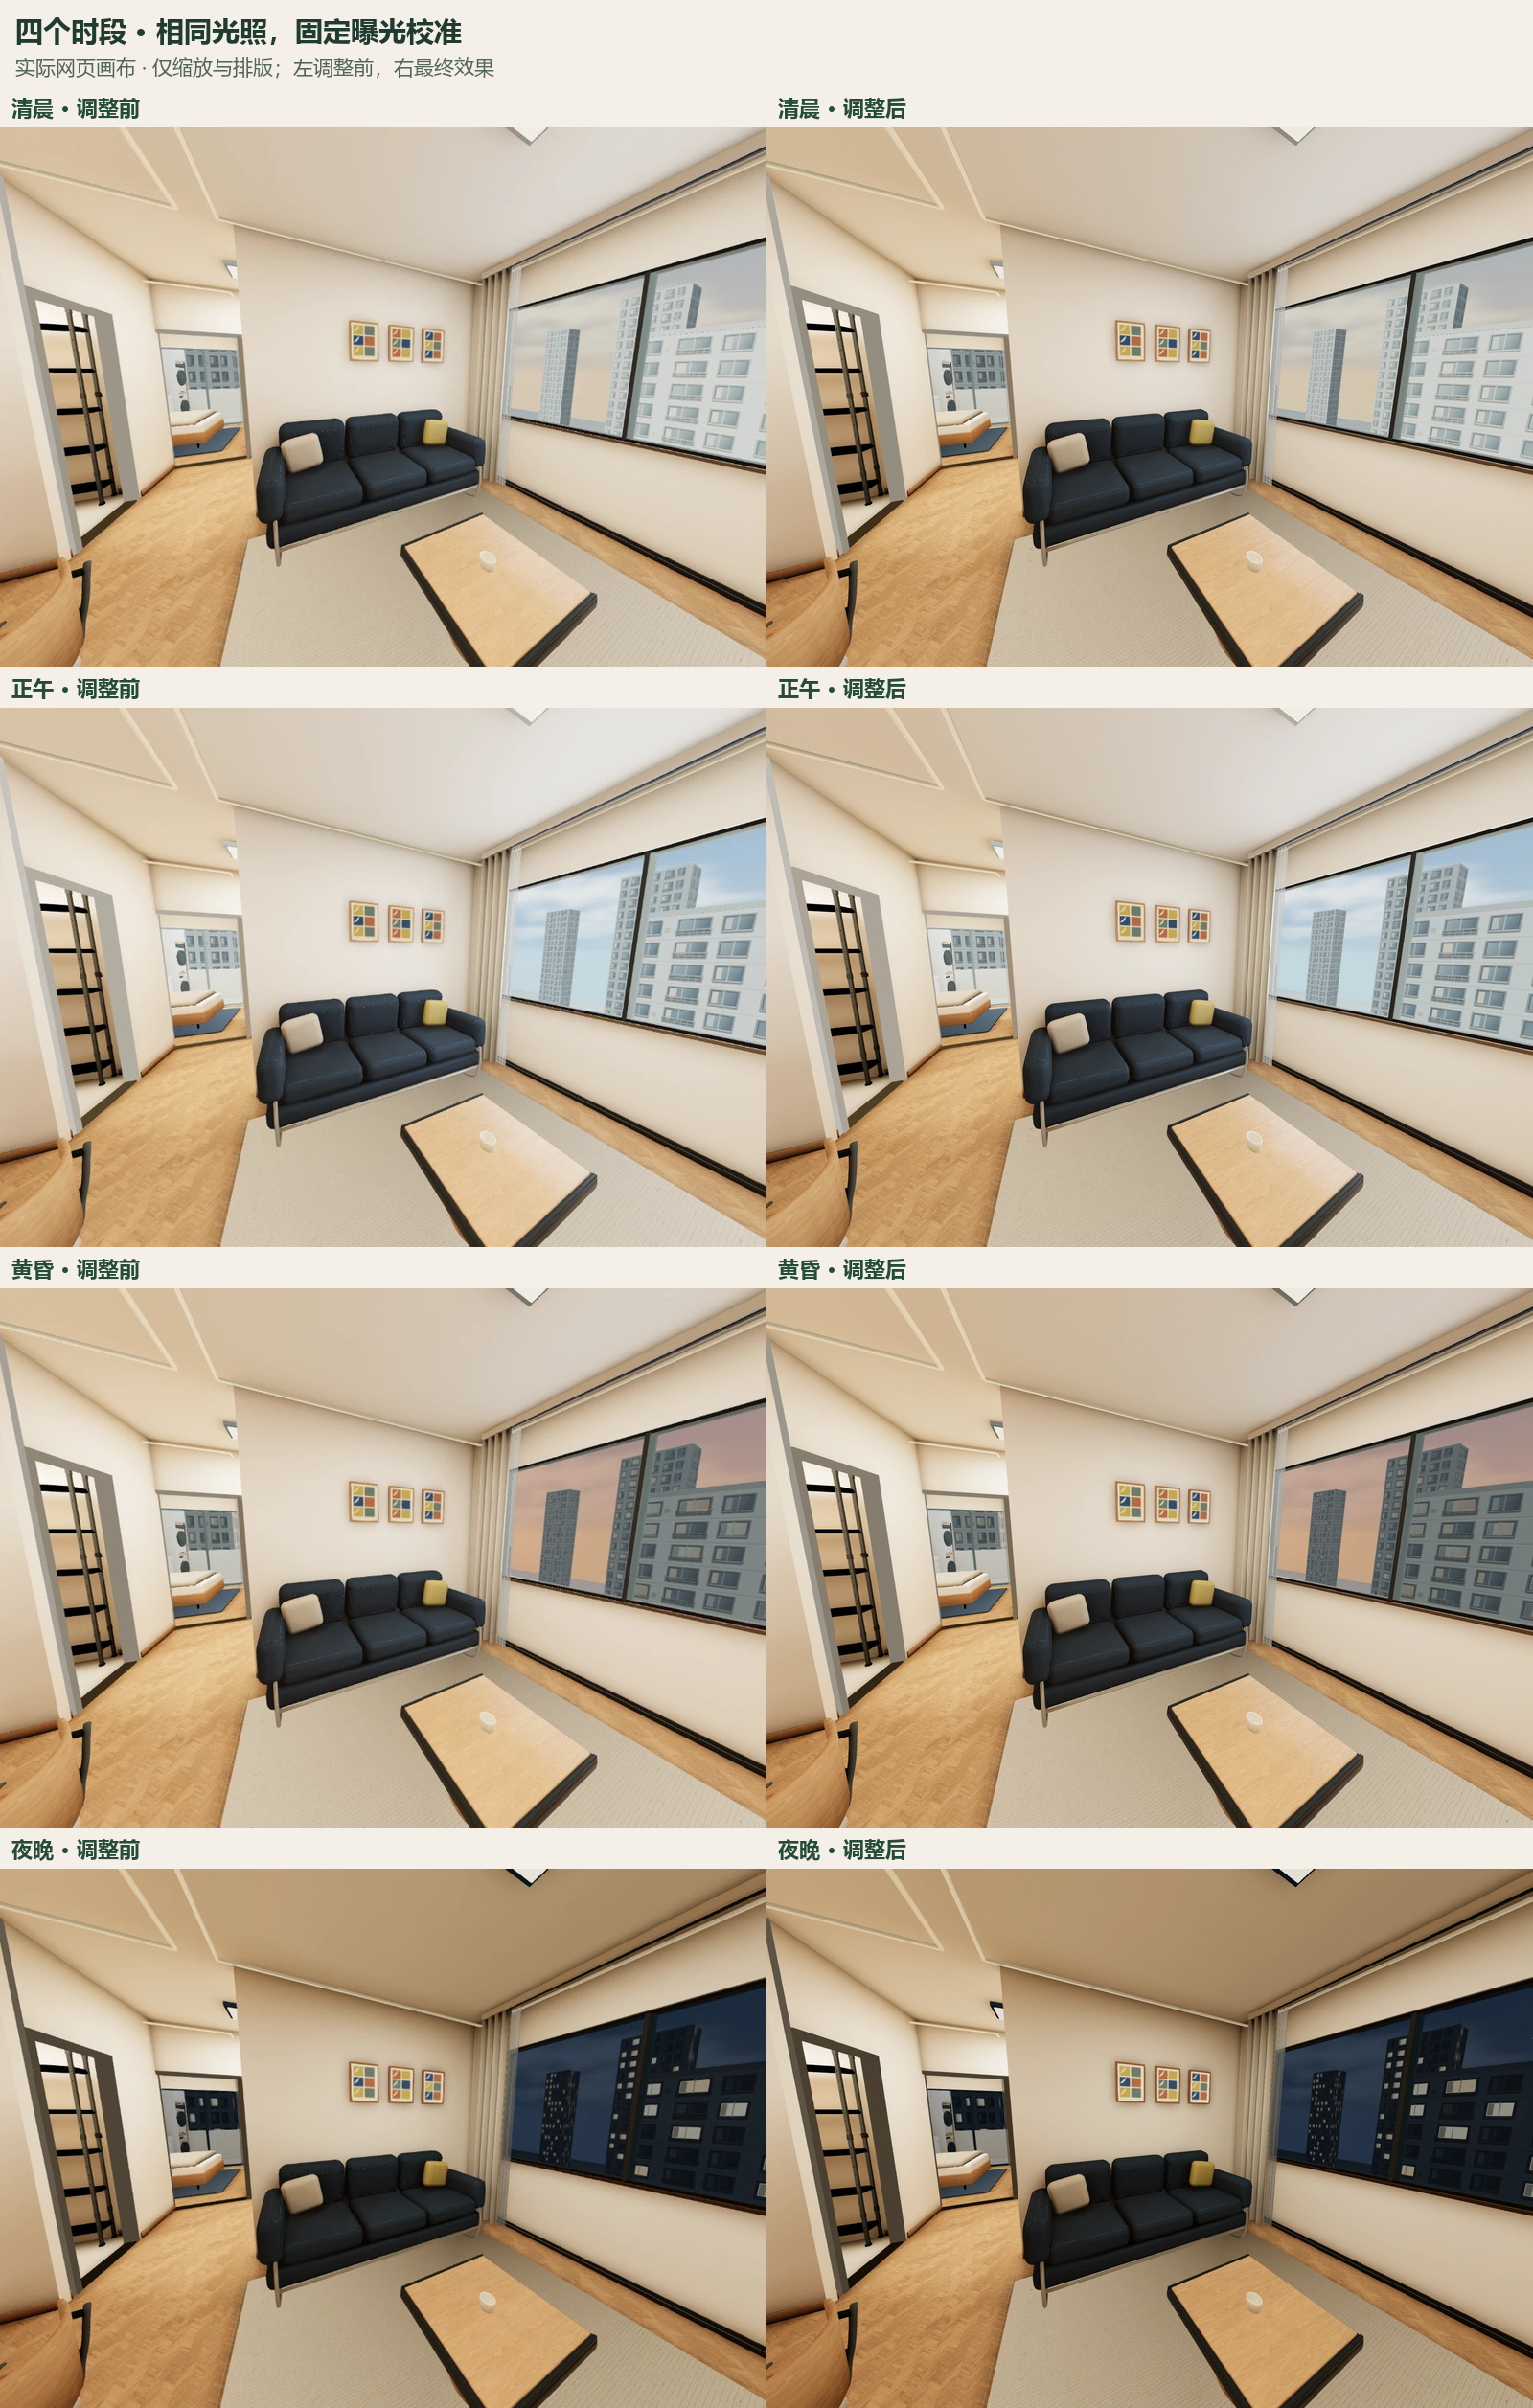 四个时段 • 相同光照，固定曝光校准
实际网页画布 · 仅缩放与排版；左调整前，右最终效果
清晨 • 调整前
清晨 • 调整后
正午 • 调整前
正午 • 调整后
黄昏 • 调整前
黄昏 • 调整后
夜晚 • 调整前
夜晚 • 调整后